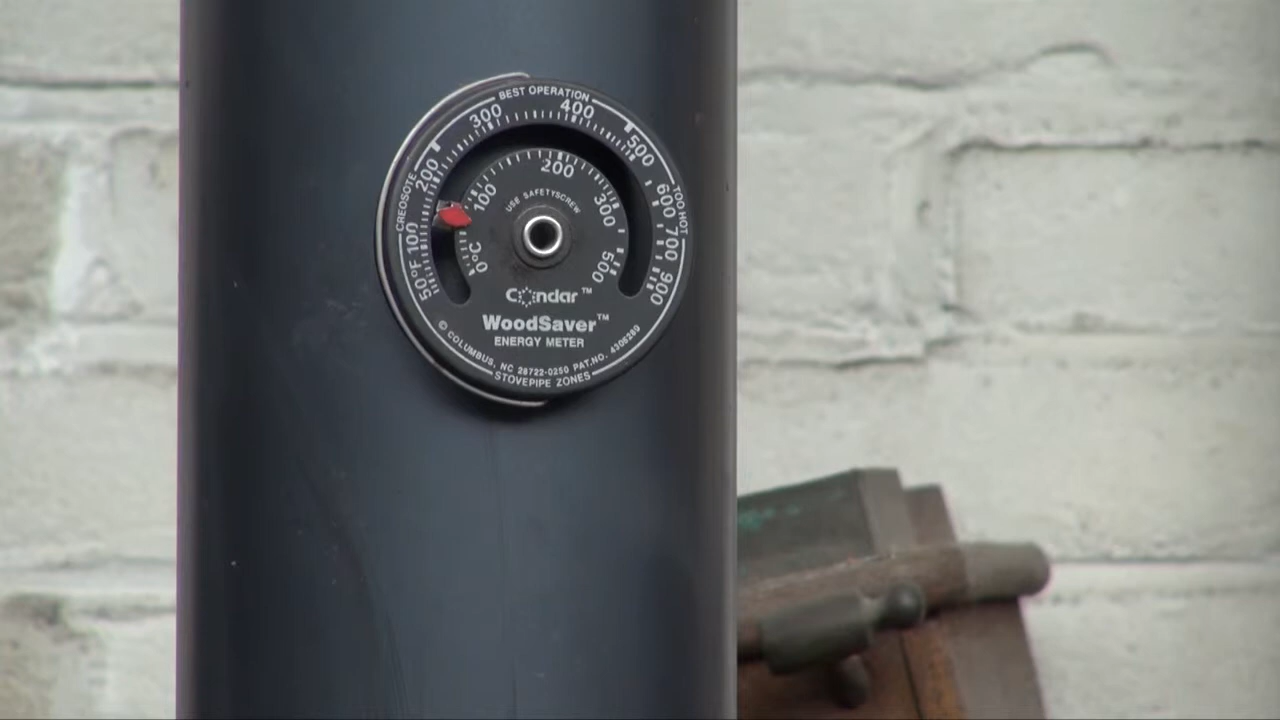 BEST OPERATION
CREOSOTE
TOO HOT
50°F 100 200 300 400 500 600 700 900
0°C 100 200 300 500
USE SAFETYSCREW
Condar™
WoodSaver™
ENERGY METER
© COLUMBUS, NC 28722-0250 PAT.NO. 4306289
STOVEPIPE ZONES